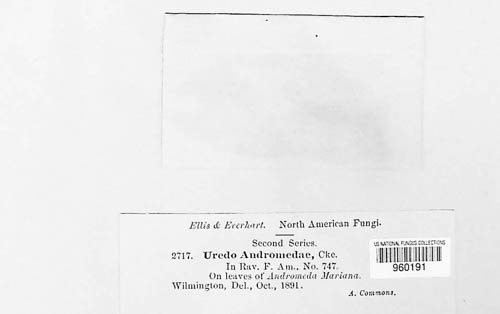 Ellis & Everhart. North American Fungi.
Second Series.
2717. Uredo Andromedae, Cke.
In Rav. F. Am., No. 747.
On leaves of Andromeda Mariana.
Wilmington, Del., Oct., 1891.
A. Commons.
US NATIONAL FUNGUS COLLECTIONS
960191